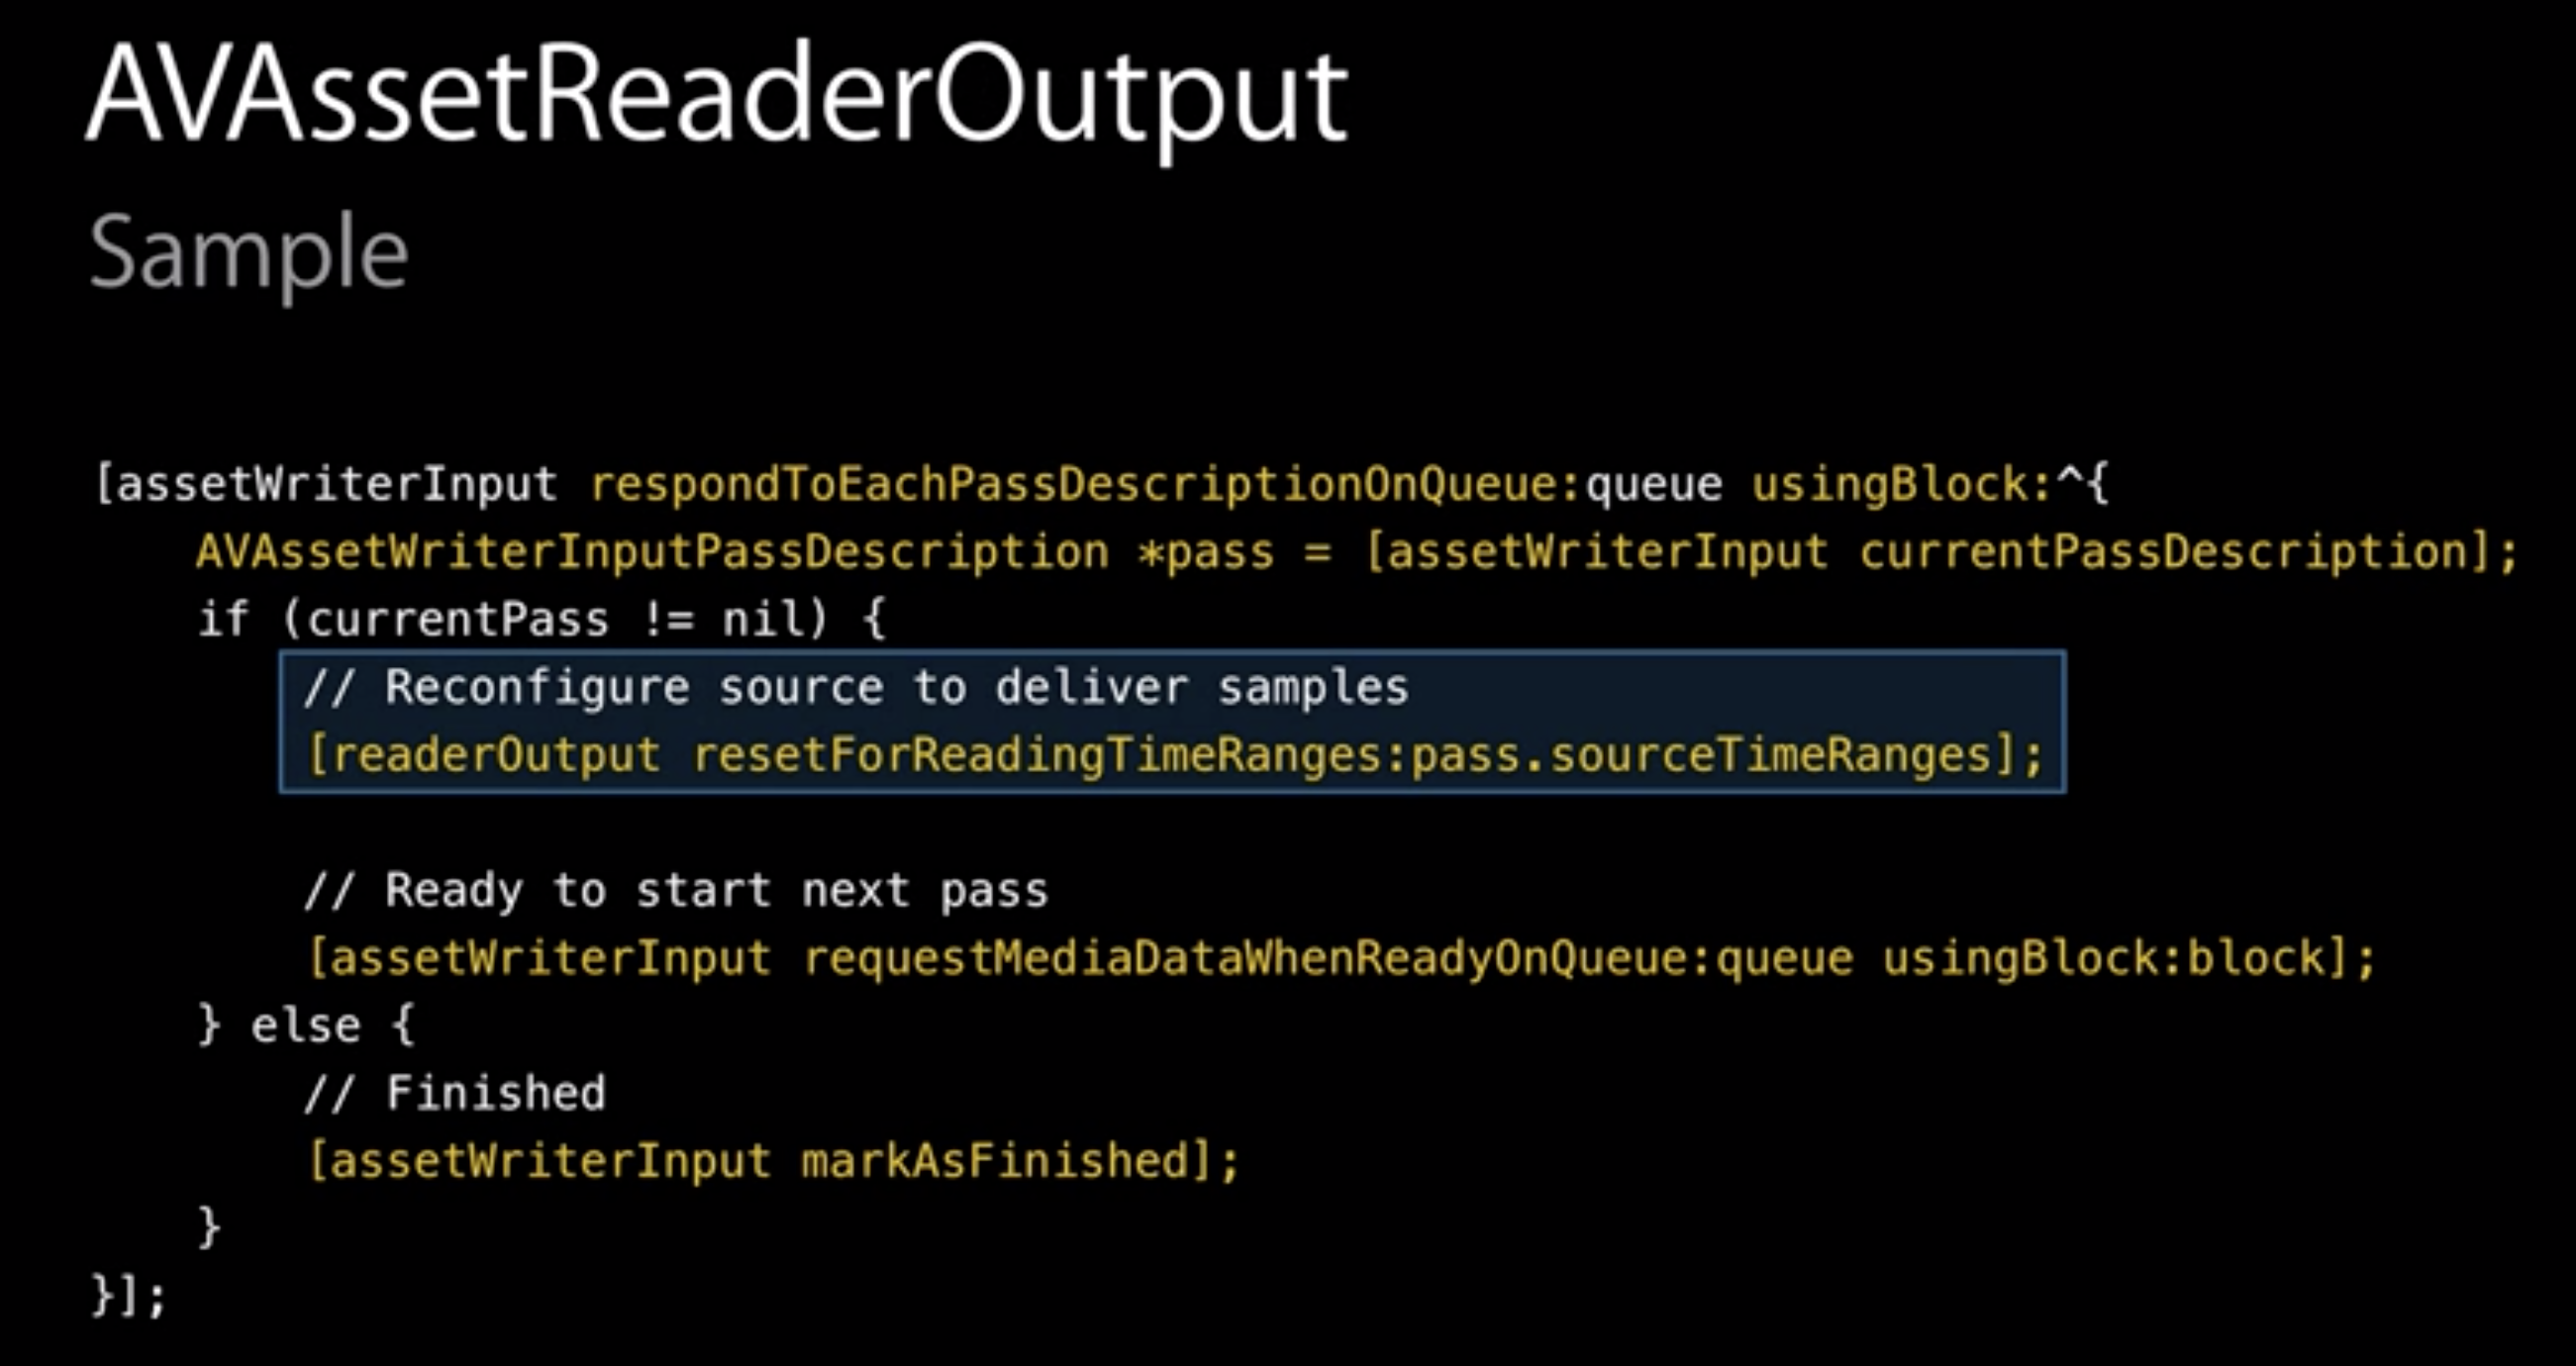 AVAssetReaderOutput
Sample
[assetWriterInput respondToEachPassDescriptionOnQueue:queue usingBlock:^{
    AVAssetWriterInputPassDescription *pass = [assetWriterInput currentPassDescription];
    if (currentPass != nil) {
        // Reconfigure source to deliver samples
        [readerOutput resetForReadingTimeRanges:pass.sourceTimeRanges];
        // Ready to start next pass
        [assetWriterInput requestMediaDataWhenReadyOnQueue:queue usingBlock:block];
    } else {
        // Finished
        [assetWriterInput markAsFinished];
    }
}];